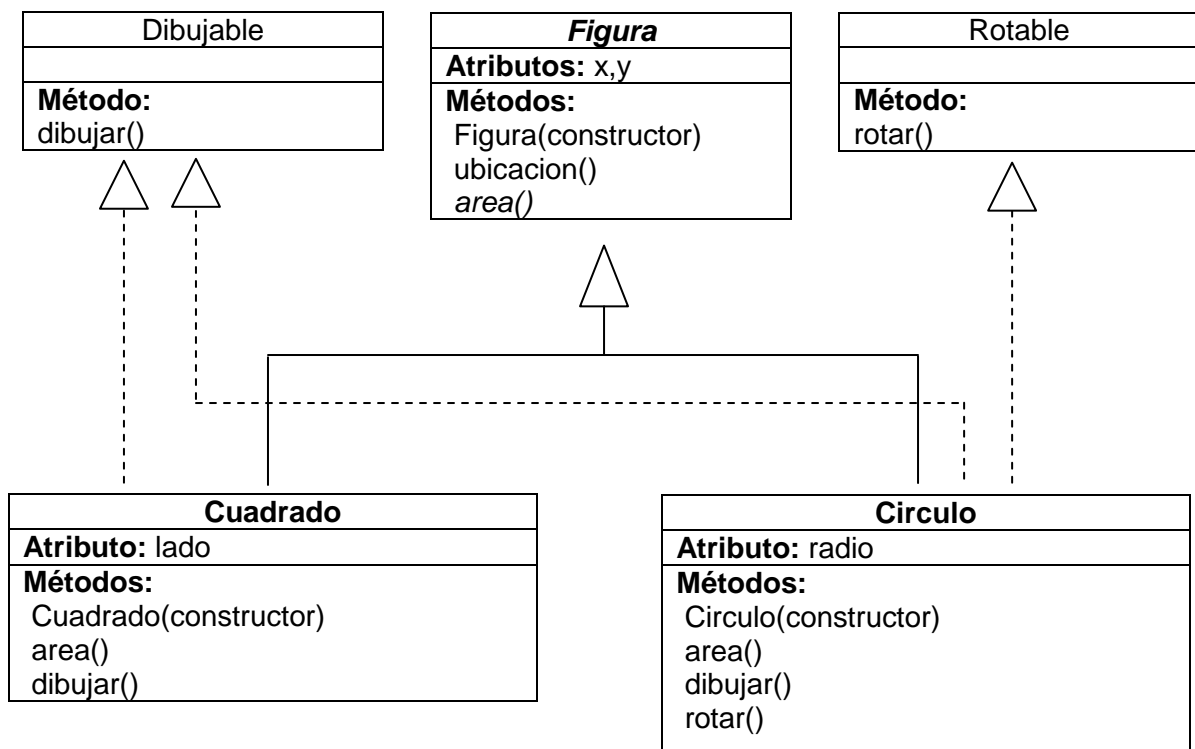 Dibujable
Método:
dibujar()
Figura
Atributos: x,y
Métodos:
Figura(constructor)
ubicacion()
area()
Rotable
Método:
rotar()
Cuadrado
Atributo: lado
Métodos:
Cuadrado(constructor)
area()
dibujar()
Circulo
Atributo: radio
Métodos:
Circulo(constructor)
area()
dibujar()
rotar()